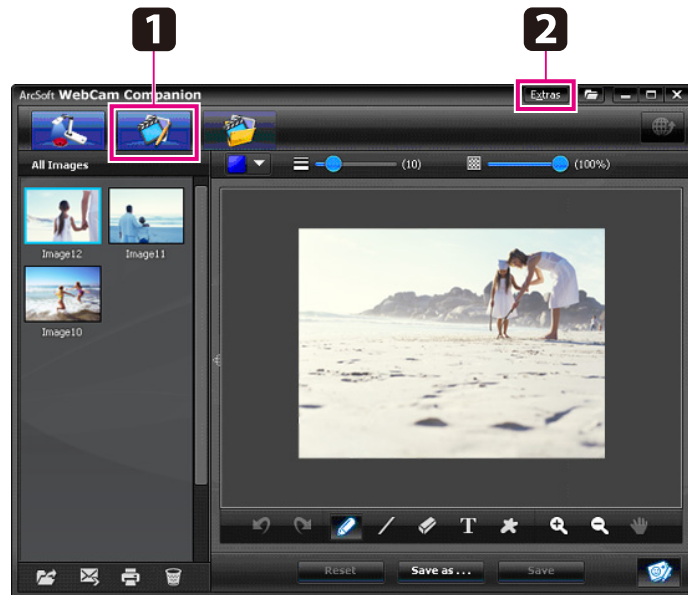 1
2
ArcSoft WebCam Companion
Extras
All Images
(10)
(100%)
Image12
Image11
Image10
T
Reset
Save as...
Save